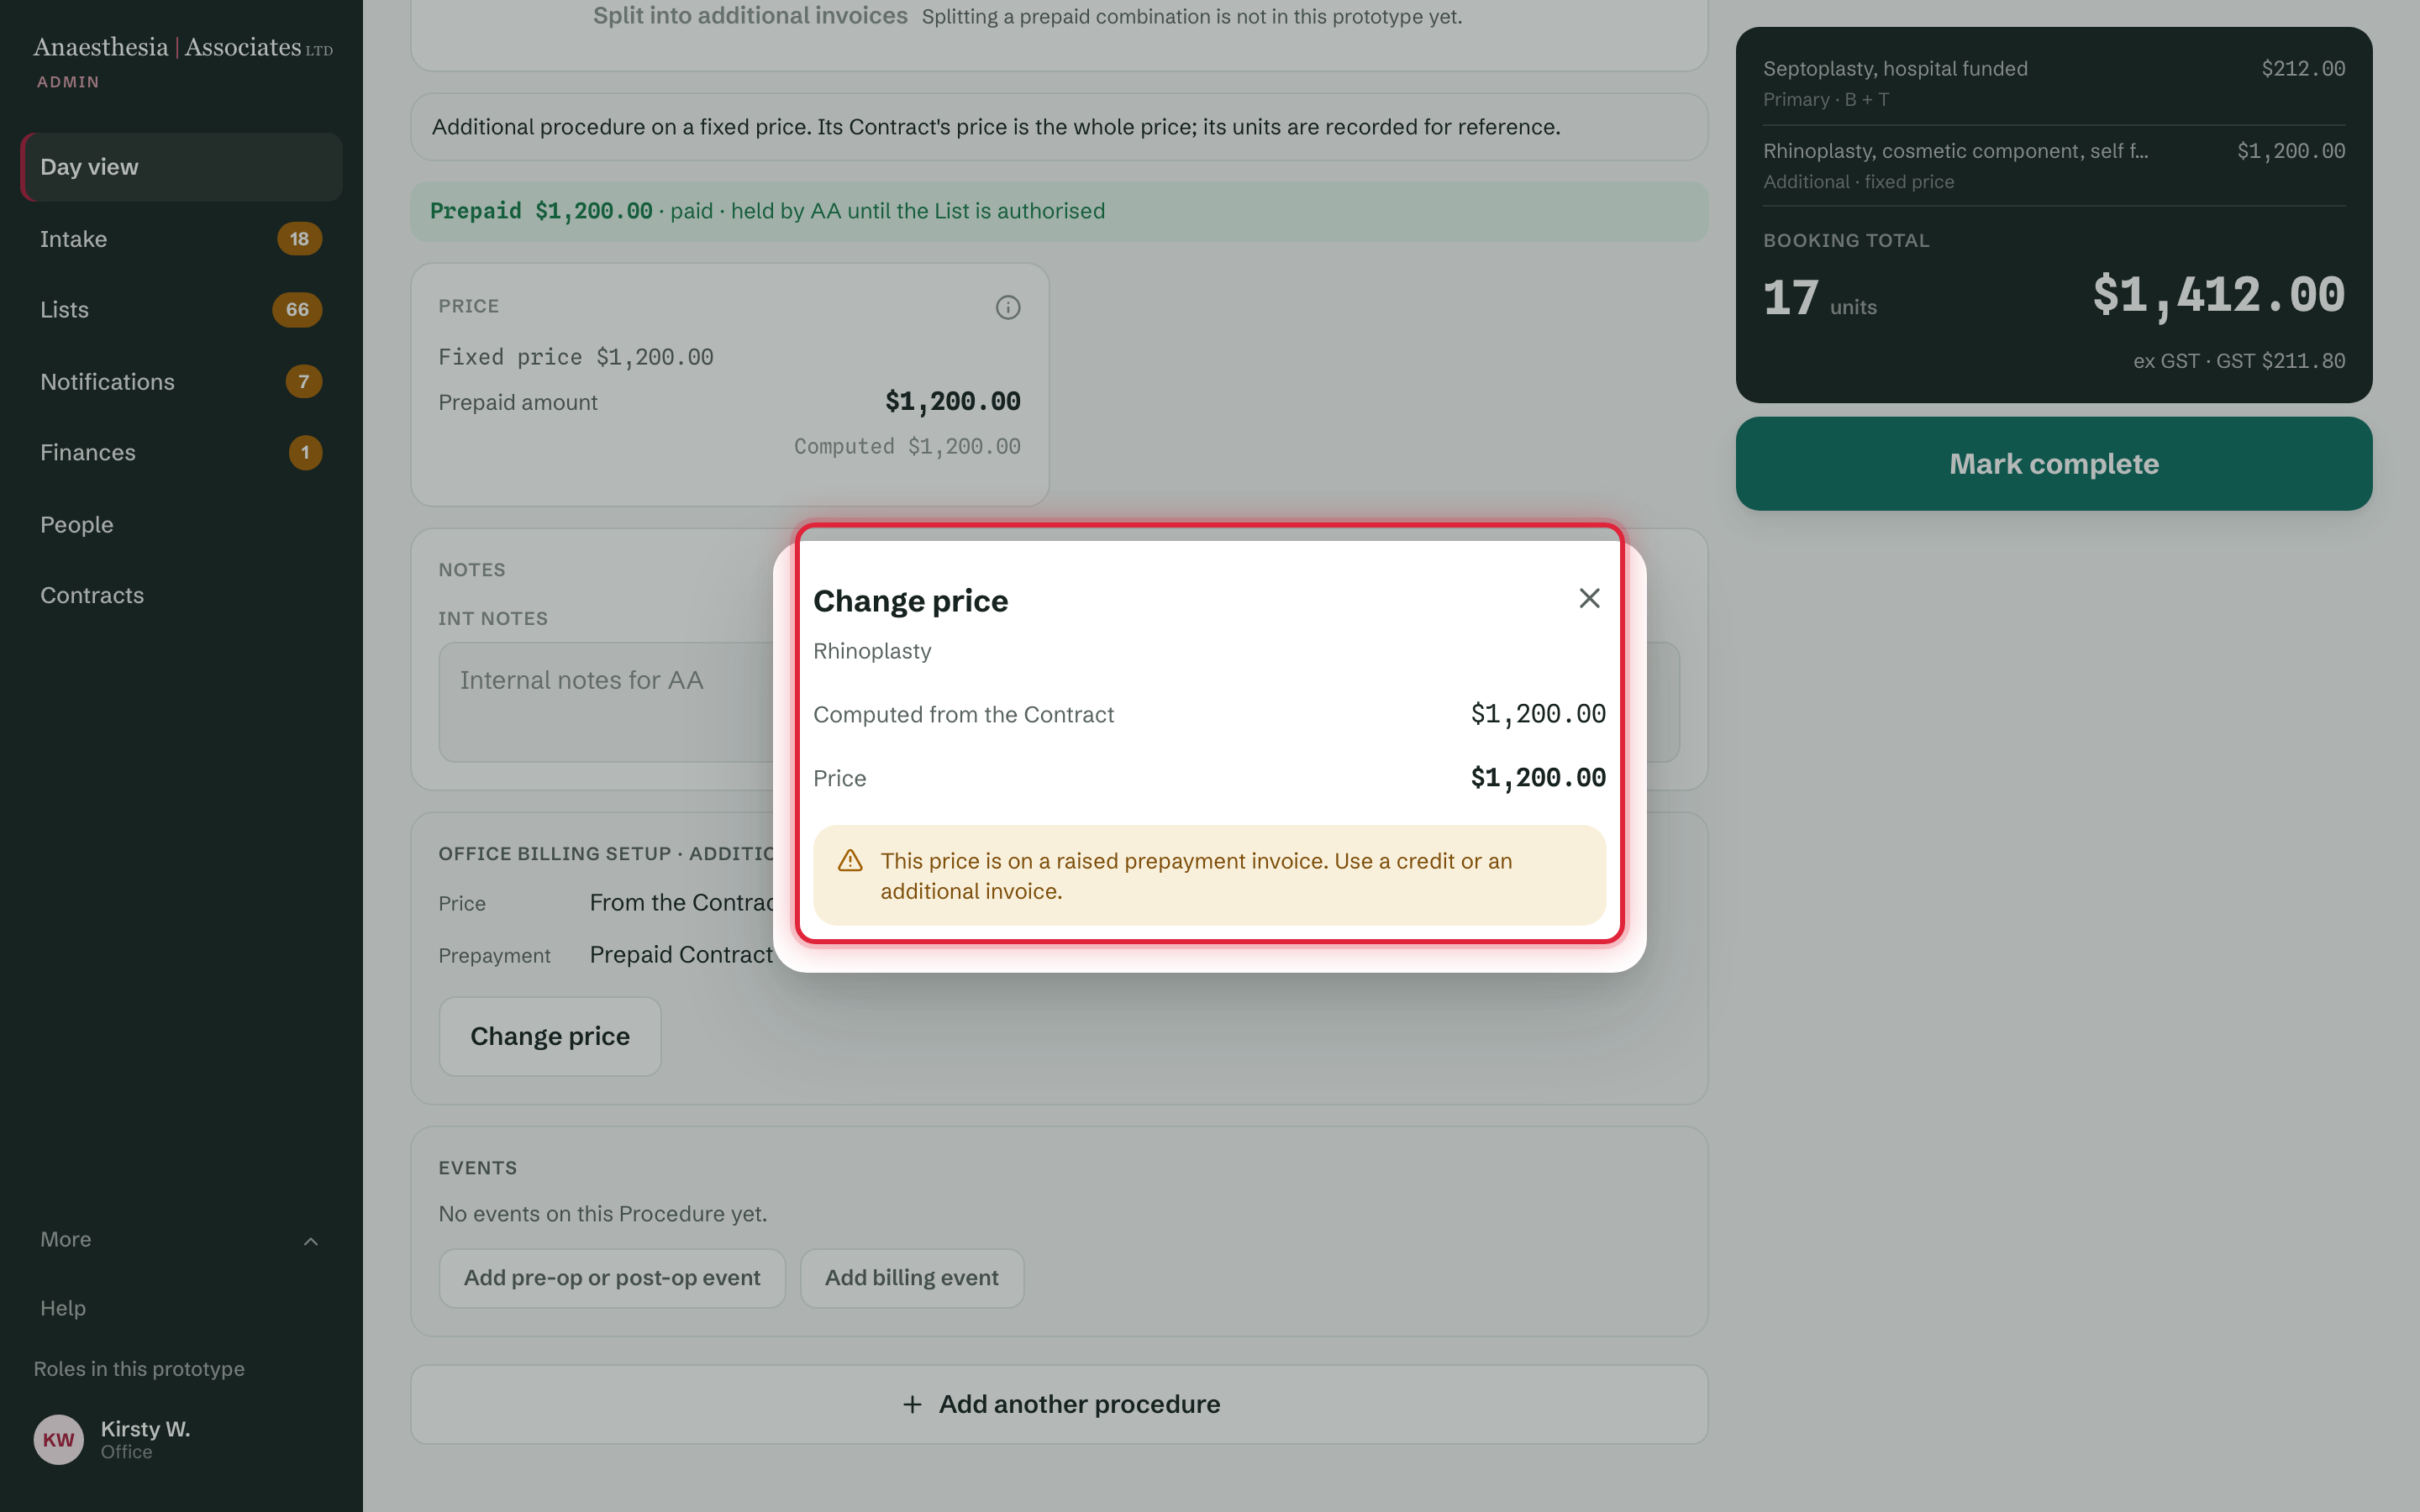 Anaesthesia | Associates LTD
ADMIN
Day view
Intake 18
Lists 66
Notifications 7
Finances 1
People
Contracts
More
Help
Roles in this prototype
KW
Kirsty W.
Office
Split into additional invoices Splitting a prepaid combination is not in this prototype yet.
Additional procedure on a fixed price. Its Contract's price is the whole price; its units are recorded for reference.
Prepaid $1,200.00 · paid · held by AA until the List is authorised
PRICE
Fixed price $1,200.00
Prepaid amount $1,200.00
Computed $1,200.00
NOTES
INT NOTES
Internal notes for AA
OFFICE BILLING SETUP · ADDITIO
Price From the Contrac
Prepayment Prepaid Contract
Change price
EVENTS
No events on this Procedure yet.
Add pre-op or post-op event Add billing event
+ Add another procedure
Change price
Rhinoplasty
Computed from the Contract $1,200.00
Price $1,200.00
This price is on a raised prepayment invoice. Use a credit or an
additional invoice.
Septoplasty, hospital funded $212.00
Primary · B + T
Rhinoplasty, cosmetic component, self f... $1,200.00
Additional · fixed price
BOOKING TOTAL
17 units $1,412.00
ex GST · GST $211.80
Mark complete